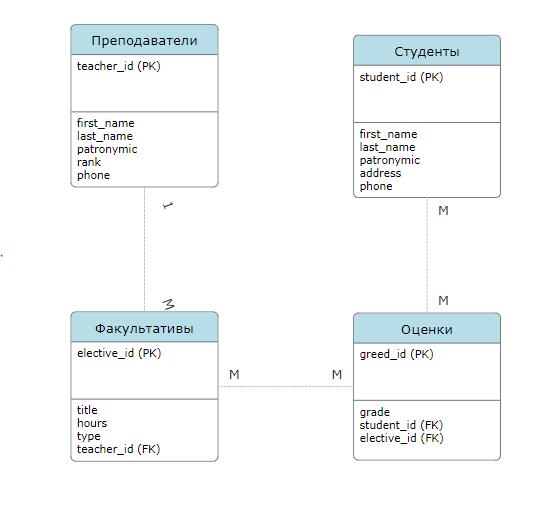 Преподаватели
teacher_id (PK)
first_name
last_name
patronymic
rank
phone
Студенты
student_id (PK)
first_name
last_name
patronymic
address
phone
1
M
M
M
Факультативы
elective_id (PK)
title
hours
type
teacher_id (FK)
M
M
Оценки
greed_id (PK)
grade
student_id (FK)
elective_id (FK)